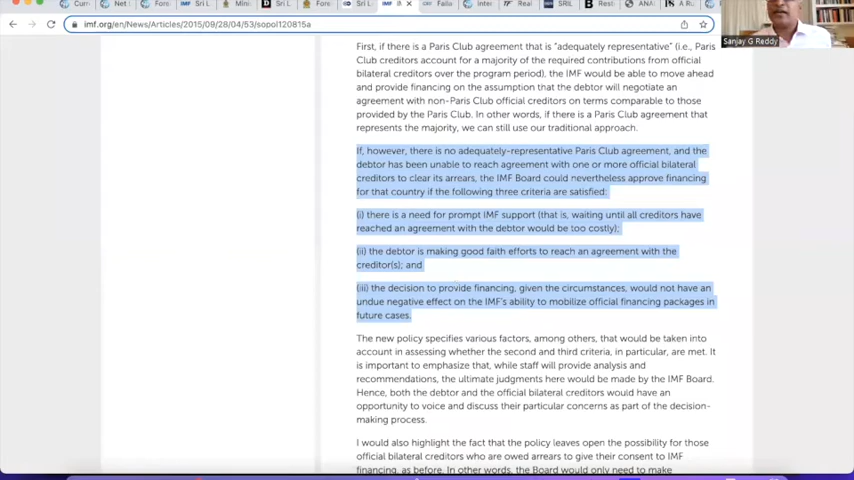 Curr
Net
Fore
Sri L
Mini
Sri L
Fore
Sri L
Failu
Inter
Real
SRIL
Rest
ANA
imf.org/en/News/Articles/2015/09/28/04/53/sopol120815a
Sanjay G Reddy
First, if there is a Paris Club agreement that is "adequately representative" (i.e., Paris
Club creditors account for a majority of the required contributions from official
bilateral creditors over the program period), the IMF would be able to move ahead
and provide financing on the assumption that the debtor will negotiate an
agreement with non-Paris Club official creditors on terms comparable to those
provided by the Paris Club. In other words, if there is a Paris Club agreement that
represents the majority, we can still use our traditional approach.
If, however, there is no adequately-representative Paris Club agreement, and the
debtor has been unable to reach agreement with one or more official bilateral
creditors to clear its arrears, the IMF Board could nevertheless approve financing
for that country if the following three criteria are satisfied:
(i) there is a need for prompt IMF support (that is, waiting until all creditors have
reached an agreement with the debtor would be too costly);
(ii) the debtor is making good faith efforts to reach an agreement with the
creditor(s); and
(iii) the decision to provide financing, given the circumstances, would not have an
undue negative effect on the IMF's ability to mobilize official financing packages in
future cases.
The new policy specifies various factors, among others, that would be taken into
account in assessing whether the second and third criteria, in particular, are met. It
is important to emphasize that, while staff will provide analysis and
recommendations, the ultimate judgments here would be made by the IMF Board.
Hence, both the debtor and the official bilateral creditors would have an
opportunity to voice and discuss their particular concerns as part of the decision-
making process.
I would also highlight the fact that the policy leaves open the possibility for those
official bilateral creditors who are owed arrears to give their consent to IMF
financing, as before. In other words, the Board would only need to make